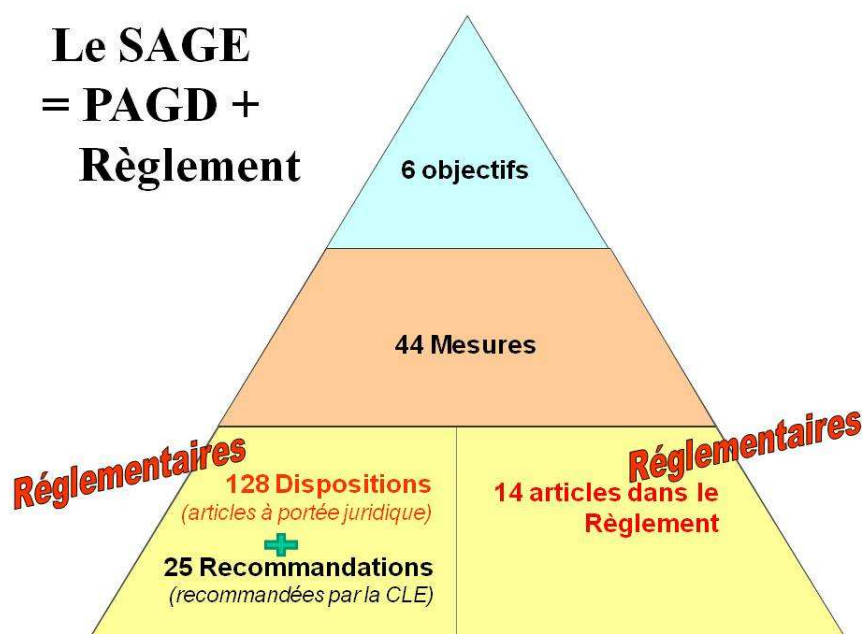 Le SAGE
= PAGD +
Règlement
6 objectifs
44 Mesures
Réglementaires
Réglementaires
128 Dispositions
(articles à portée juridique)
25 Recommandations
(recommandées par la CLE)
14 articles dans le
Règlement